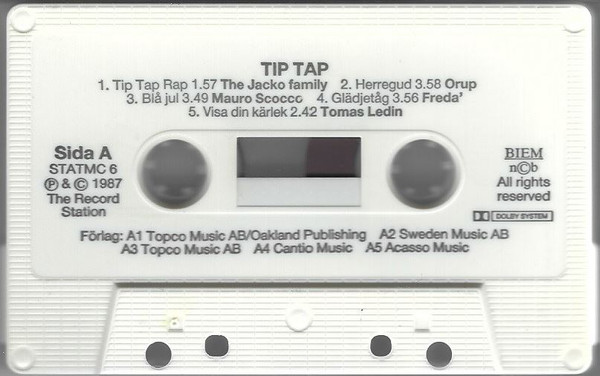 TIP TAP
1. Tip Tap Rap 1.57 The Jacko family 2. Herregud 3.58 Orup
3. Blå jul 3.49 Mauro Scocco 4. Glädjetåg 3.56 Freda'
5. Visa din kärlek 2.42 Tomas Ledin
Sida A
STATMC 6
Ⓟ & © 1987
The Record
Station
BIEM
n©b
All rights
reserved
DOLBY SYSTEM
Förlag: A1 Topco Music AB/Oakland Publishing A2 Sweden Music AB
A3 Topco Music AB A4 Cantio Music A5 Acasso Music